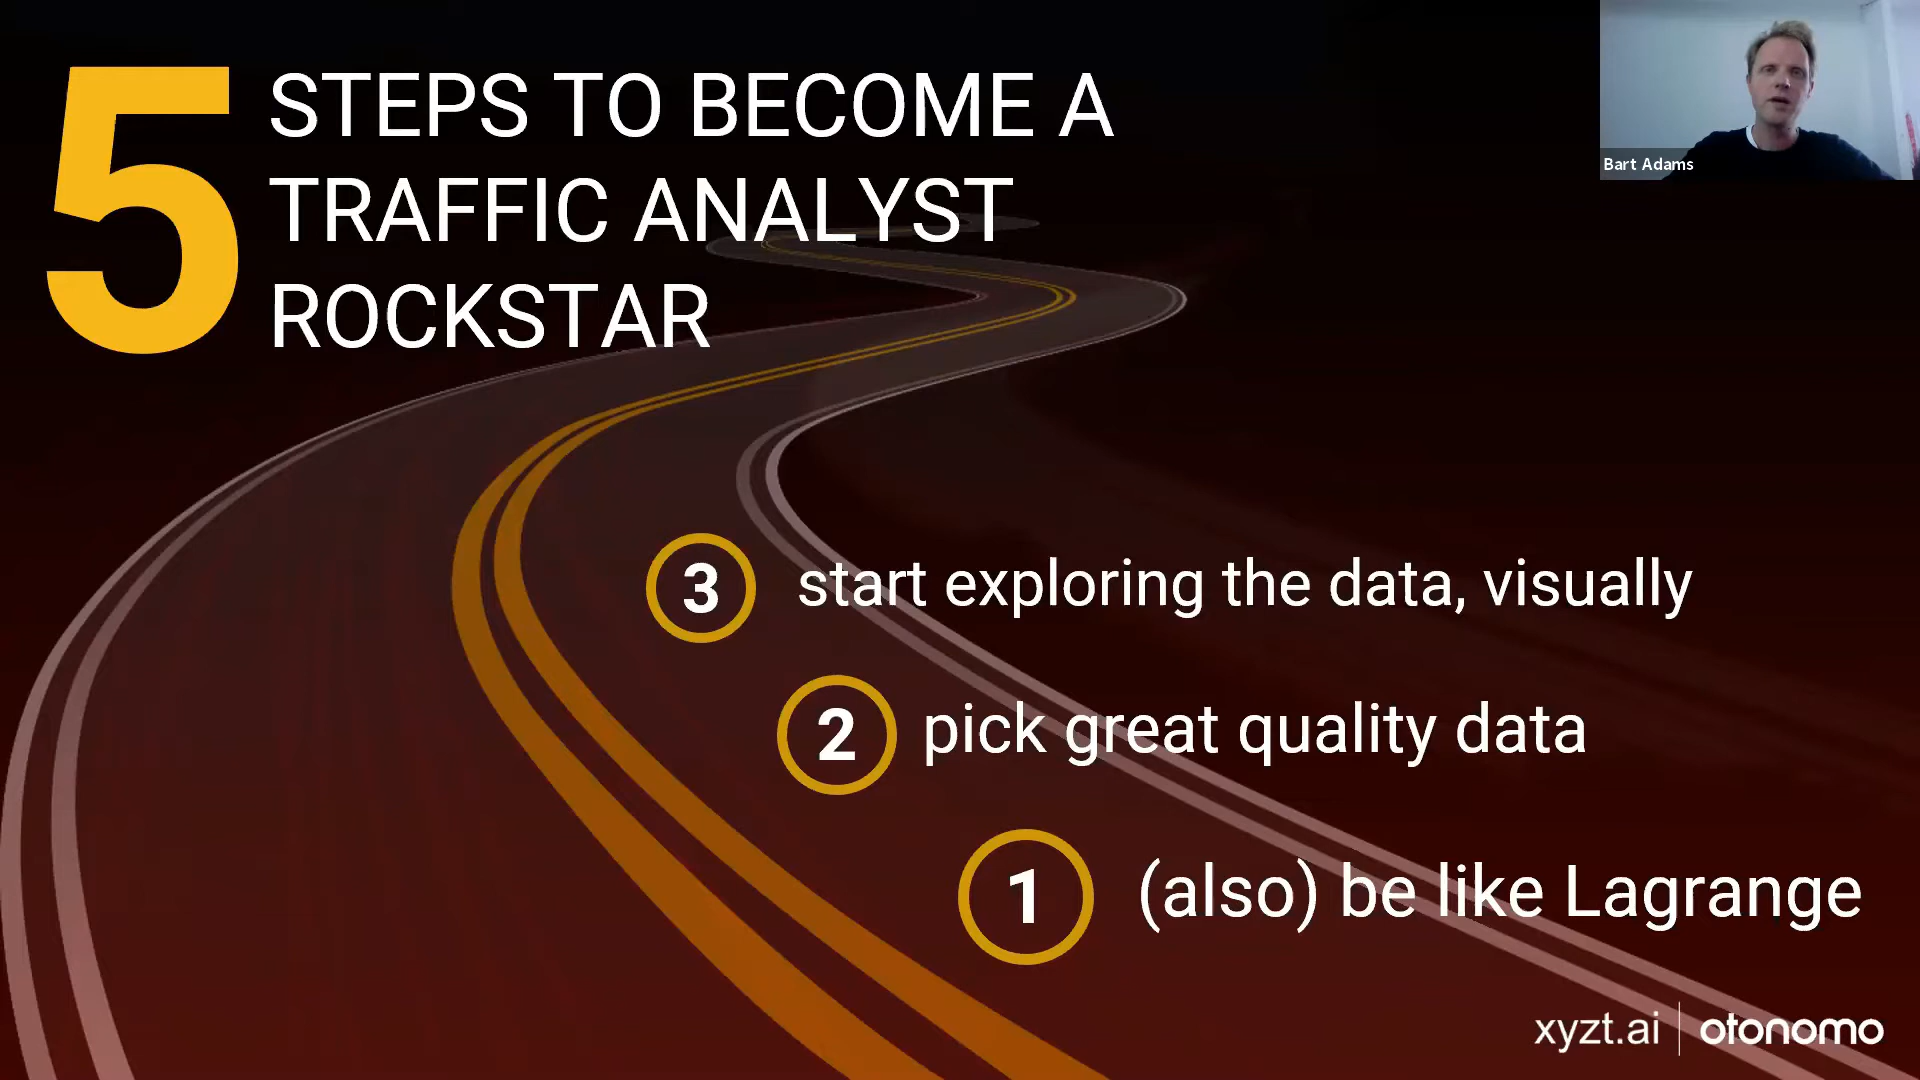 5
STEPS TO BECOME A
TRAFFIC ANALYST
ROCKSTAR
Bart Adams
3 start exploring the data, visually
2 pick great quality data
1 (also) be like Lagrange
xyzt.ai | otonomo